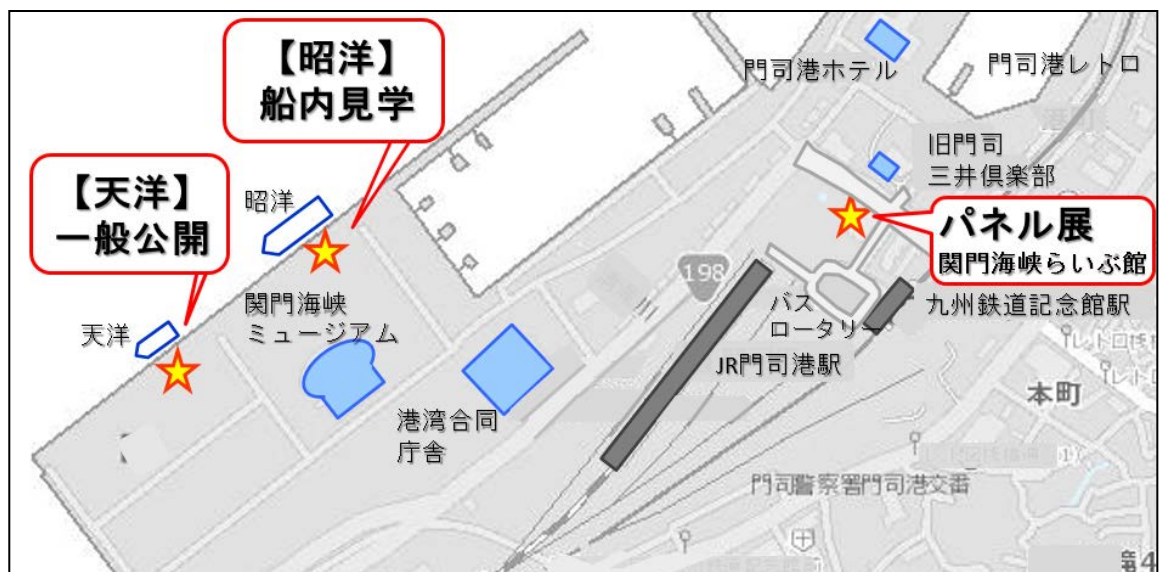 【昭洋】
船内見学
【天洋】
一般公開
昭洋
天洋
関門海峡
ミュージアム
港湾合同
庁舎
門司港ホテル
門司港レトロ
旧門司
三井倶楽部
パネル展
関門海峡らいぶ館
九州鉄道記念館駅
198
バス
ロータリー
JR門司港駅
本町
門司警察署門司港交番